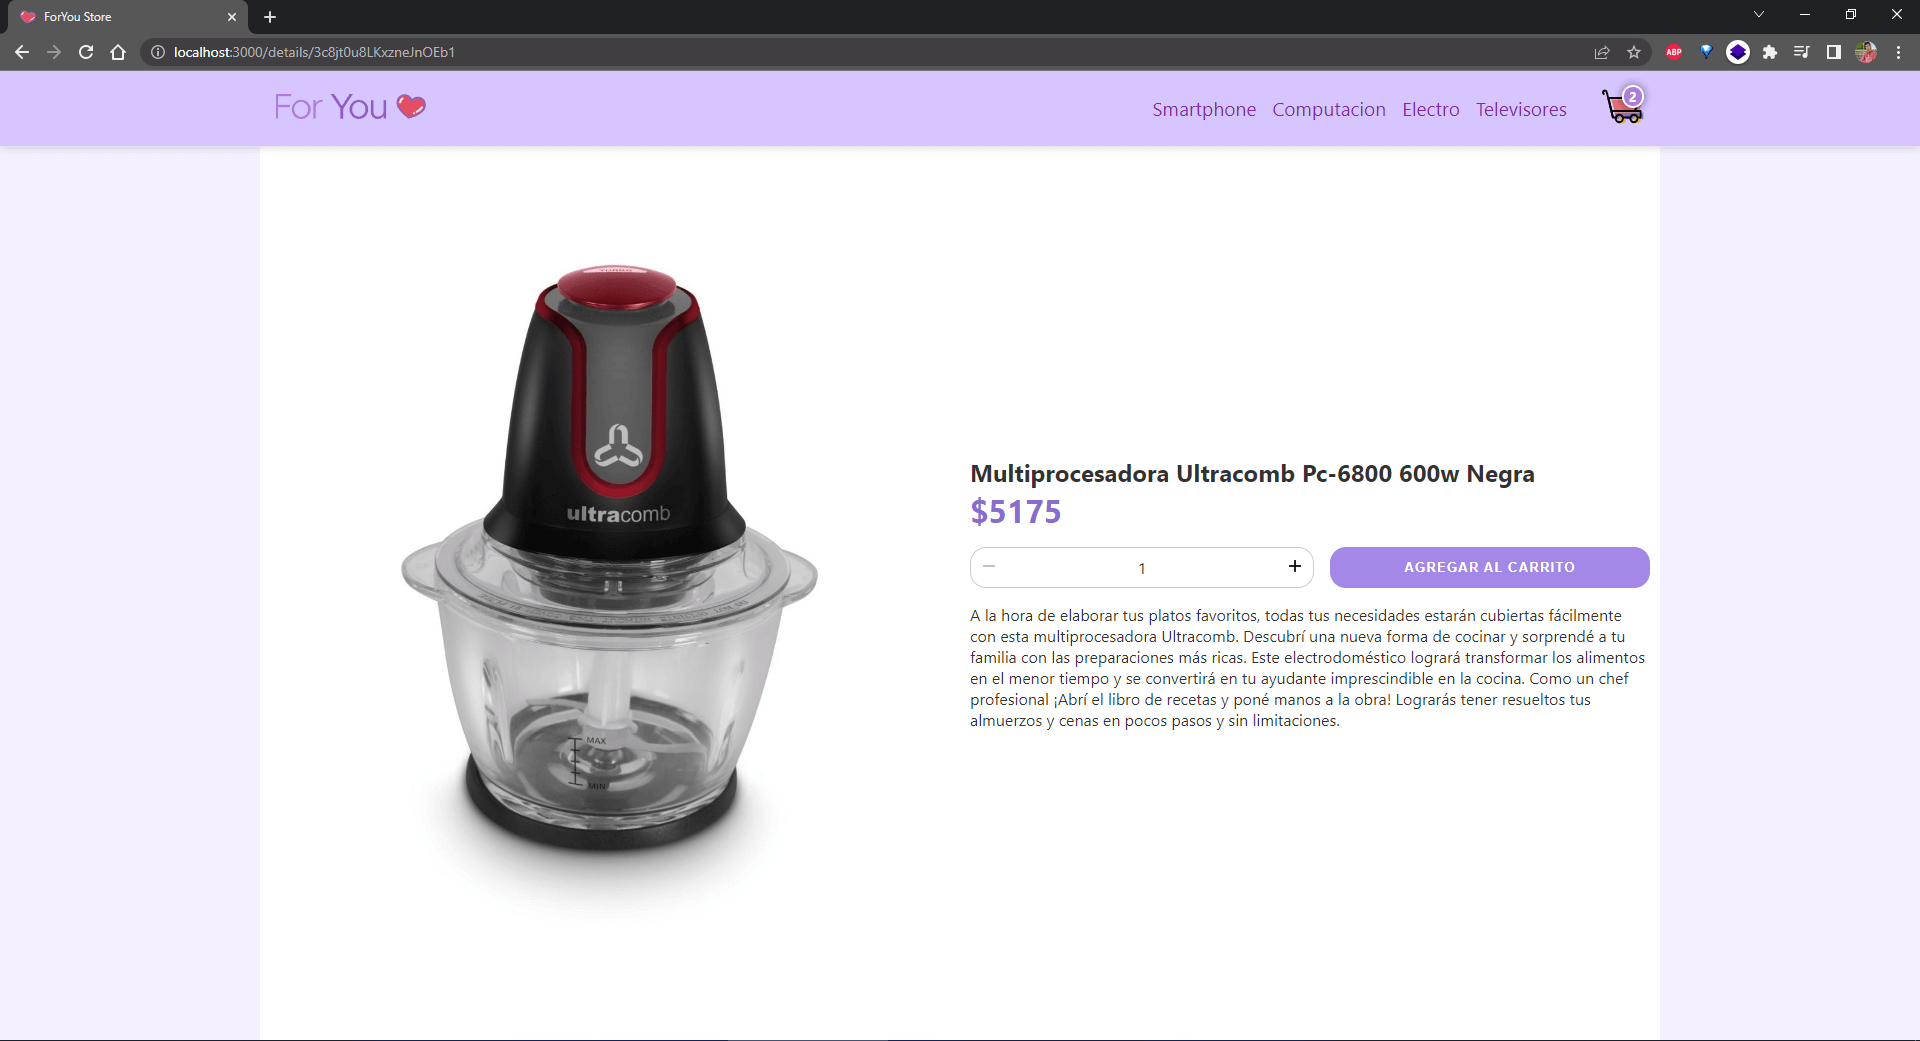 ForYou Store
localhost:3000/details/3c8jt0u8LKxzneJnOEb1
ABP
For You
Smartphone Computacion Electro Televisores
2
TURBO
ultracomb
MAX
MIN
Multiprocesadora Ultracomb Pc-6800 600w Negra
$5175
1
AGREGAR AL CARRITO
A la hora de elaborar tus platos favoritos, todas tus necesidades estarán cubiertas fácilmente
con esta multiprocesadora Ultracomb. Descubrí una nueva forma de cocinar y sorprendé a tu
familia con las preparaciones más ricas. Este electrodoméstico logrará transformar los alimentos
en el menor tiempo y se convertirá en tu ayudante imprescindible en la cocina. Como un chef
profesional ¡Abrí el libro de recetas y poné manos a la obra! Lograrás tener resueltos tus
almuerzos y cenas en pocos pasos y sin limitaciones.